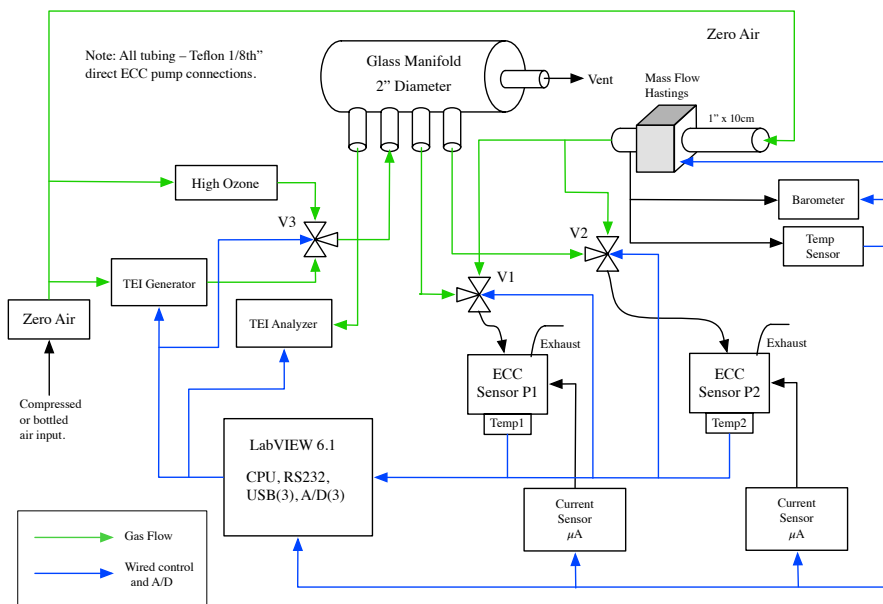 Note: All tubing – Teflon 1/8th”
direct ECC pump connections.
Glass Manifold
2” Diameter
Vent
Zero Air
Mass Flow
Hastings
1” x 10cm
High Ozone
V3
V2
Barometer
Temp
Sensor
TEI Generator
V1
Zero Air
TEI Analyzer
Exhaust
Exhaust
ECC
Sensor P1
ECC
Sensor P2
Temp1
Temp2
Compressed
or bottled
air input.
LabVIEW 6.1
CPU, RS232,
USB(3), A/D(3)
Current
Sensor
µA
Current
Sensor
µA
Gas Flow
Wired control
and A/D